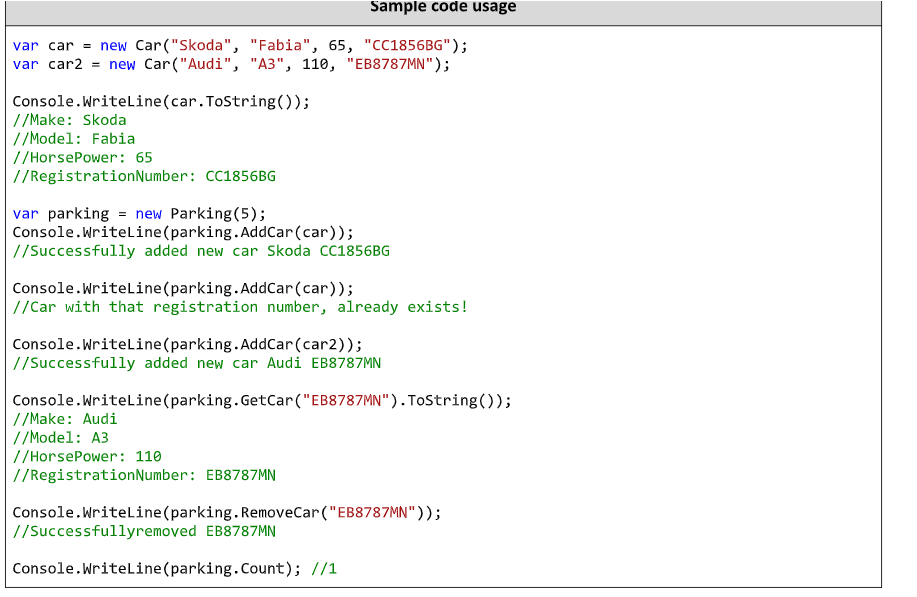 Sample code usage
var car = new Car("Skoda", "Fabia", 65, "CC1856BG");
var car2 = new Car("Audi", "A3", 110, "EB8787MN");
Console.WriteLine(car.ToString());
//Make: Skoda
//Model: Fabia
//HorsePower: 65
//RegistrationNumber: CC1856BG
var parking = new Parking(5);
Console.WriteLine(parking.AddCar(car));
//Successfully added new car Skoda CC1856BG
Console.WriteLine(parking.AddCar(car));
//Car with that registration number, already exists!
Console.WriteLine(parking.AddCar(car2));
//Successfully added new car Audi EB8787MN
Console.WriteLine(parking.GetCar("EB8787MN").ToString());
//Make: Audi
//Model: A3
//HorsePower: 110
//RegistrationNumber: EB8787MN
Console.WriteLine(parking.RemoveCar("EB8787MN"));
//Successfullyremoved EB8787MN
Console.WriteLine(parking.Count); //1